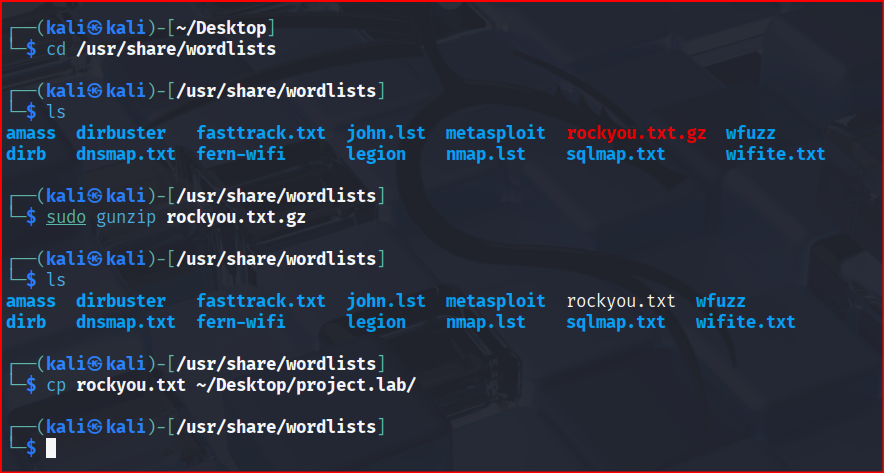 ┌──(kali㉿kali)-[~/Desktop]
└─$ cd /usr/share/wordlists
┌──(kali㉿kali)-[/usr/share/wordlists]
└─$ ls
amass dirbuster fasttrack.txt john.lst metasploit rockyou.txt.gz wfuzz
dirb dnsmap.txt fern-wifi legion nmap.lst sqlmap.txt wifite.txt
┌──(kali㉿kali)-[/usr/share/wordlists]
└─$ sudo gunzip rockyou.txt.gz
┌──(kali㉿kali)-[/usr/share/wordlists]
└─$ ls
amass dirbuster fasttrack.txt john.lst metasploit rockyou.txt wfuzz
dirb dnsmap.txt fern-wifi legion nmap.lst sqlmap.txt wifite.txt
┌──(kali㉿kali)-[/usr/share/wordlists]
└─$ cp rockyou.txt ~/Desktop/project.lab/
┌──(kali㉿kali)-[/usr/share/wordlists]
└─$